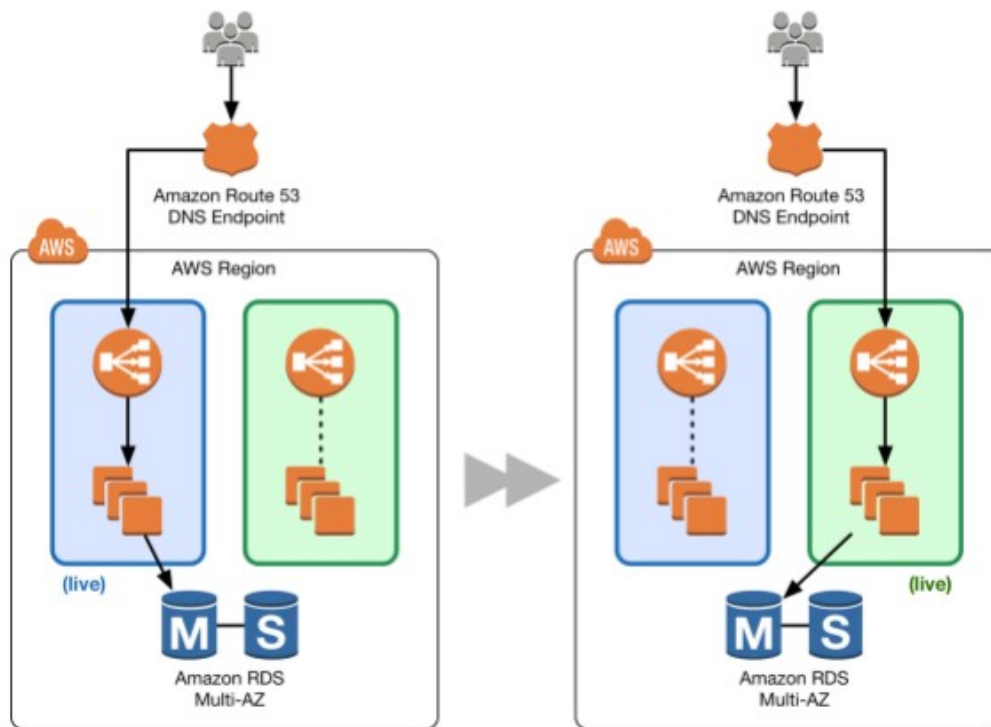 Amazon Route 53
DNS Endpoint
AWS
AWS Region
(live)
M
S
Amazon RDS
Multi-AZ
Amazon Route 53
DNS Endpoint
AWS
AWS Region
(live)
M
S
Amazon RDS
Multi-AZ